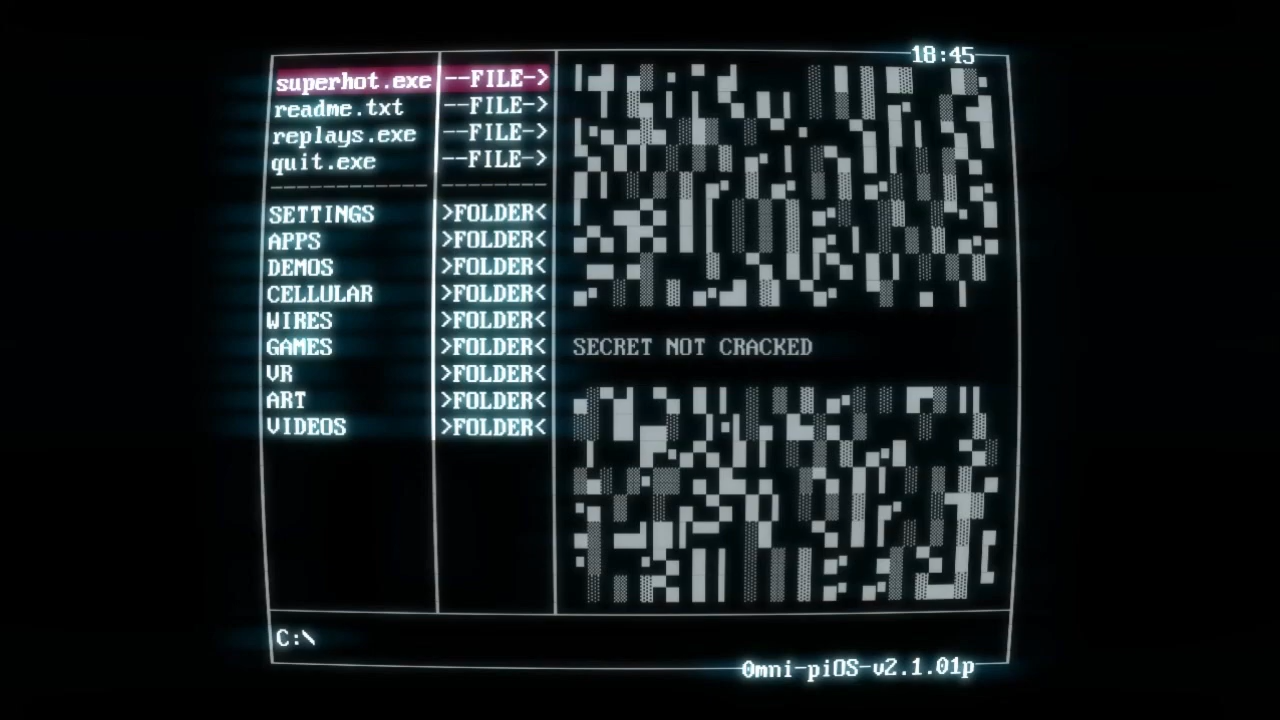 18:45
superhot.exe --FILE->
readme.txt --FILE->
replays.exe --FILE->
quit.exe --FILE->
SETTINGS >FOLDER<
APPS >FOLDER<
DEMOS >FOLDER<
CELLULAR >FOLDER<
WIRES >FOLDER<
GAMES >FOLDER<
VR >FOLDER<
ART >FOLDER<
VIDEOS >FOLDER<
SECRET NOT CRACKED
C:\
0mni-piOS-v2.1.01p